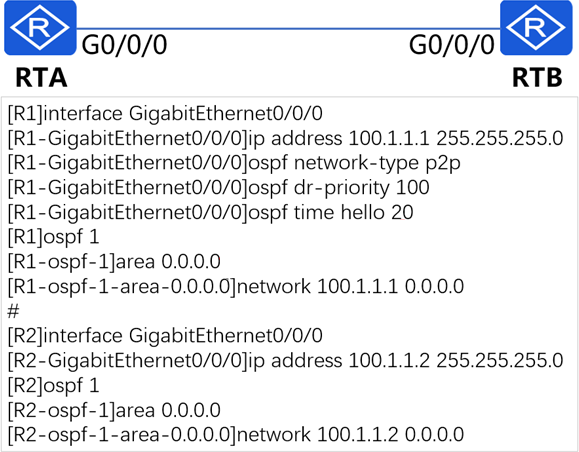 R R
G0/0/0 G0/0/0
RTA RTB
[R1]interface GigabitEthernet0/0/0
[R1-GigabitEthernet0/0/0]ip address 100.1.1.1 255.255.255.0
[R1-GigabitEthernet0/0/0]ospf network-type p2p
[R1-GigabitEthernet0/0/0]ospf dr-priority 100
[R1-GigabitEthernet0/0/0]ospf time hello 20
[R1]ospf 1
[R1-ospf-1]area 0.0.0.0
[R1-ospf-1-area-0.0.0.0]network 100.1.1.1 0.0.0.0
#
[R2]interface GigabitEthernet0/0/0
[R2-GigabitEthernet0/0/0]ip address 100.1.1.2 255.255.255.0
[R2]ospf 1
[R2-ospf-1]area 0.0.0.0
[R2-ospf-1-area-0.0.0.0]network 100.1.1.2 0.0.0.0